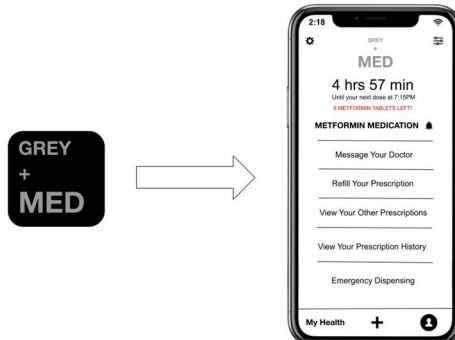 GREY
+
MED
2:18
GREY
+
MED
4 hrs 57 min
Until your next dose at 7:15PM
6 METFORMIN TABLETS LEFT!
METFORMIN MEDICATION
Message Your Doctor
Refill Your Prescription
View Your Other Prescriptions
View Your Prescription History
Emergency Dispensing
My Health +